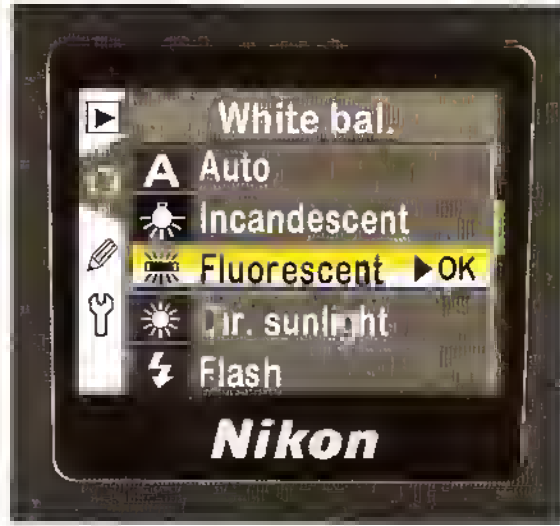 White bal.
A Auto
Incandescent
Fluorescent ▶OK
Dir. sunlight
Flash
Nikon